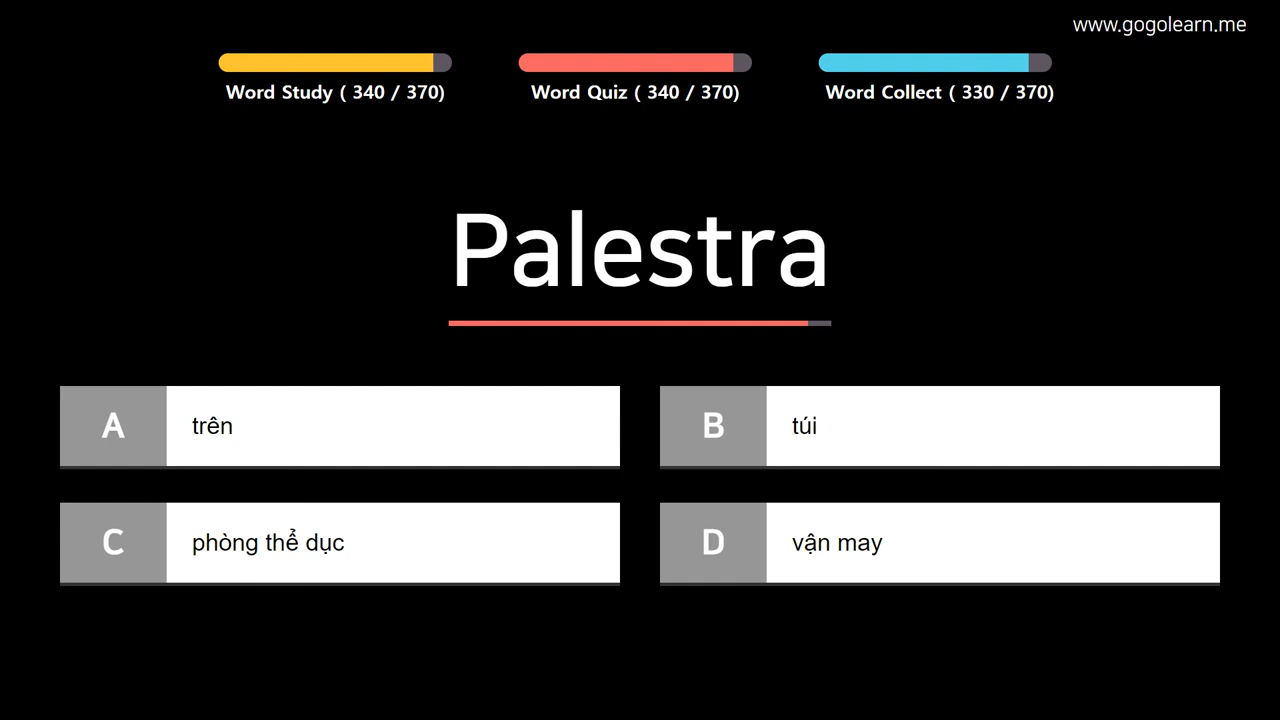 www.gogolearn.me
Word Study ( 340 / 370)
Word Quiz ( 340 / 370)
Word Collect ( 330 / 370)
Palestra
A
trên
B
túi
C
phòng thể dục
D
vận may